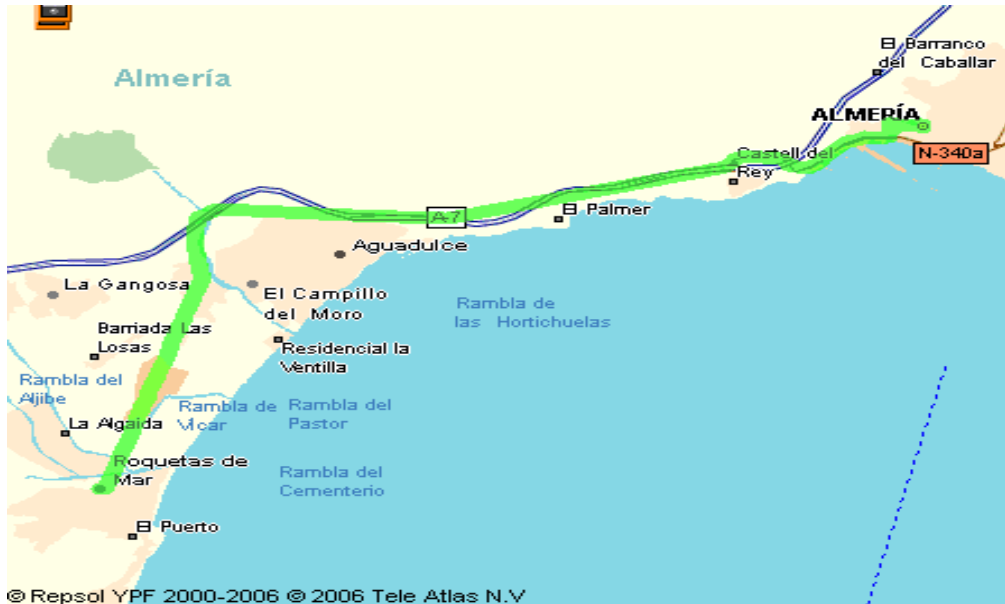 El Barranco
del Caballar
Almería
ALMERÍA
Castell del
Rey
N-340a
A-7
El Palmer
Aguadulce
La Gangosa
El Campillo
del Moro
Rambla de
las Hortichuelas
Barriada Las
Losas
Residencial la
Ventilla
Rambla del
Aljibe
Rambla de
Vicar
Rambla del
Pastor
La Algaida
Roquetas de
Mar
Rambla del
Cementerio
El Puerto
© Repsol YPF 2000-2006 © 2006 Tele Atlas N.V